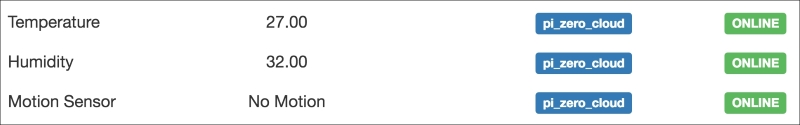 Temperature 27.00 pi_zero_cloud ONLINE
Humidity 32.00 pi_zero_cloud ONLINE
Motion Sensor No Motion pi_zero_cloud ONLINE